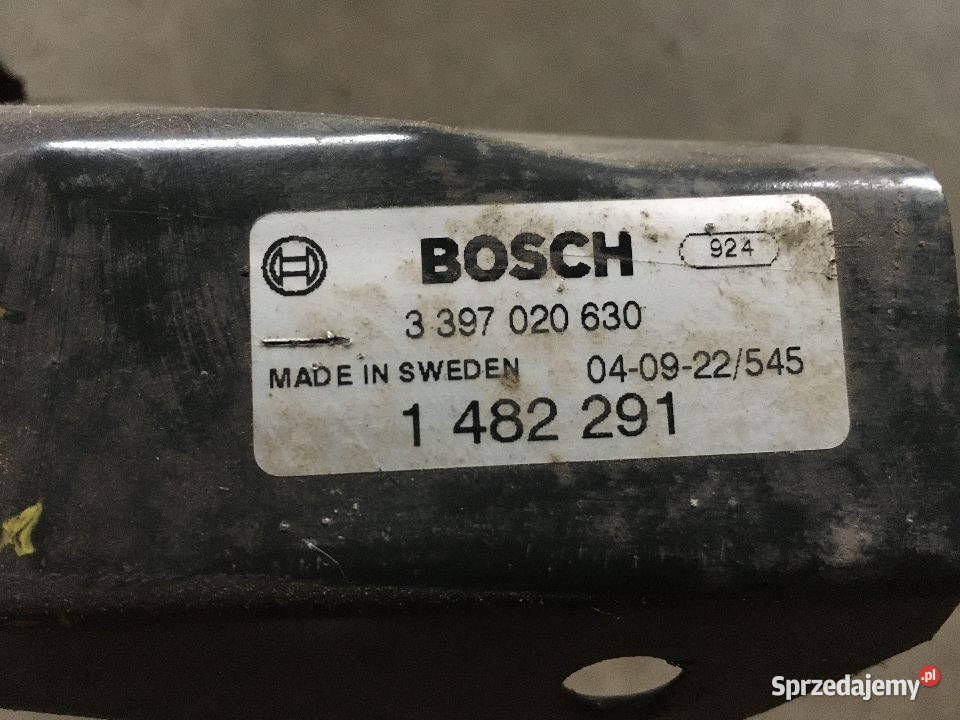 BOSCH 924
3 397 020 630
MADE IN SWEDEN 04-09-22/545
1 482 291
Sprzedajemy.pl